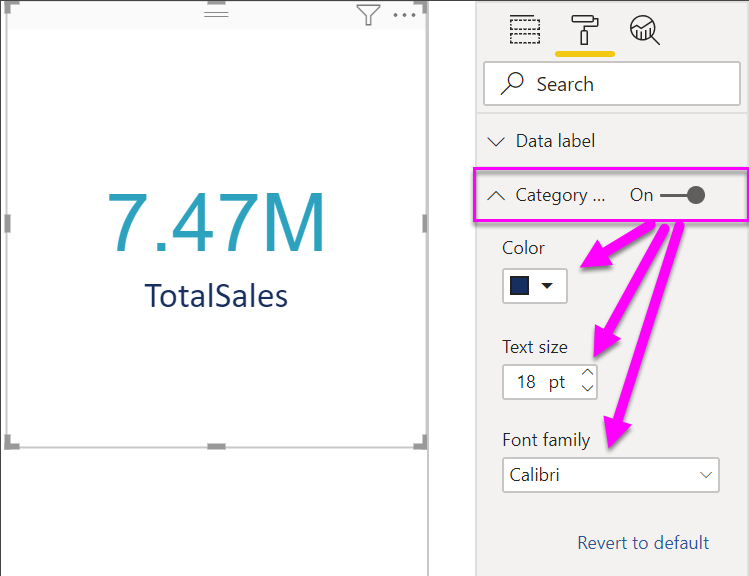 7.47M
TotalSales
Search
Data label
Category ... On
Color
Text size
18 pt
Font family
Calibri
Revert to default